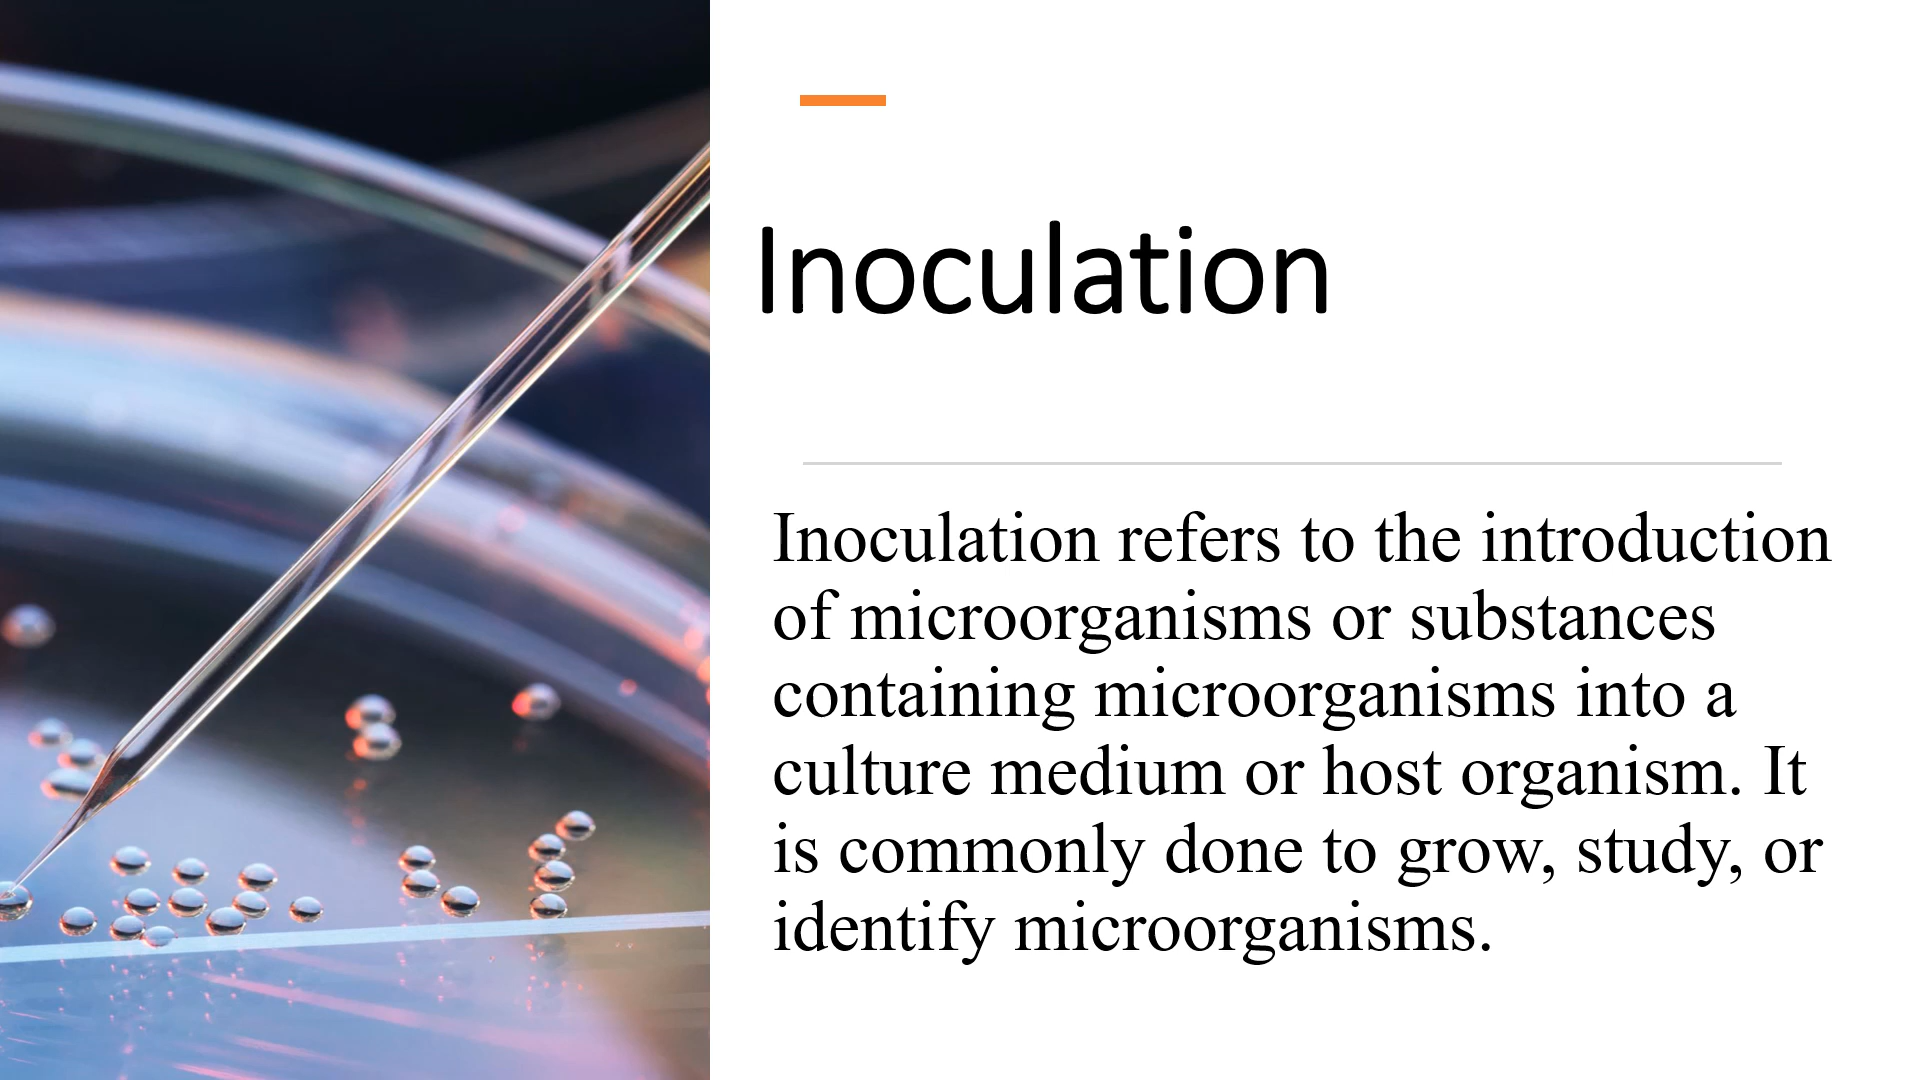 Inoculation
Inoculation refers to the introduction
of microorganisms or substances
containing microorganisms into a
culture medium or host organism. It
is commonly done to grow, study, or
identify microorganisms.